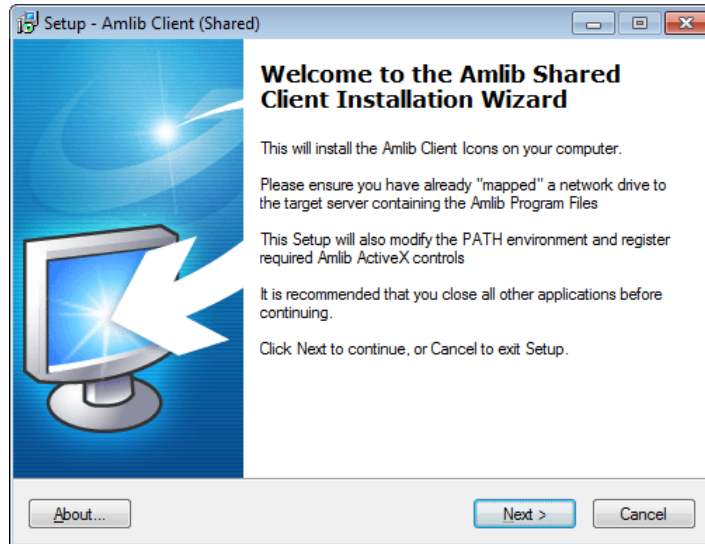 Setup - Amlib Client (Shared)
Welcome to the Amlib Shared
Client Installation Wizard
This will install the Amlib Client Icons on your computer.
Please ensure you have already "mapped" a network drive to
the target server containing the Amlib Program Files
This Setup will also modify the PATH environment and register
required Amlib ActiveX controls
It is recommended that you close all other applications before
continuing.
Click Next to continue, or Cancel to exit Setup.
About...
Next >
Cancel